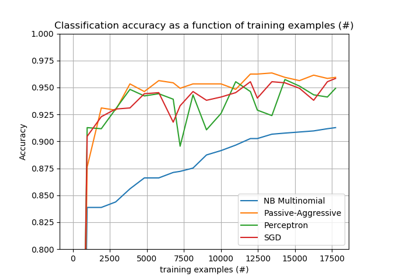 Classification accuracy as a function of training examples (#)
1.000
0.975
0.950
0.925
0.900
0.875
0.850
0.825
0.800
Accuracy
NB Multinomial
Passive-Aggressive
Perceptron
SGD
0 2500 5000 7500 10000 12500 15000 17500
training examples (#)